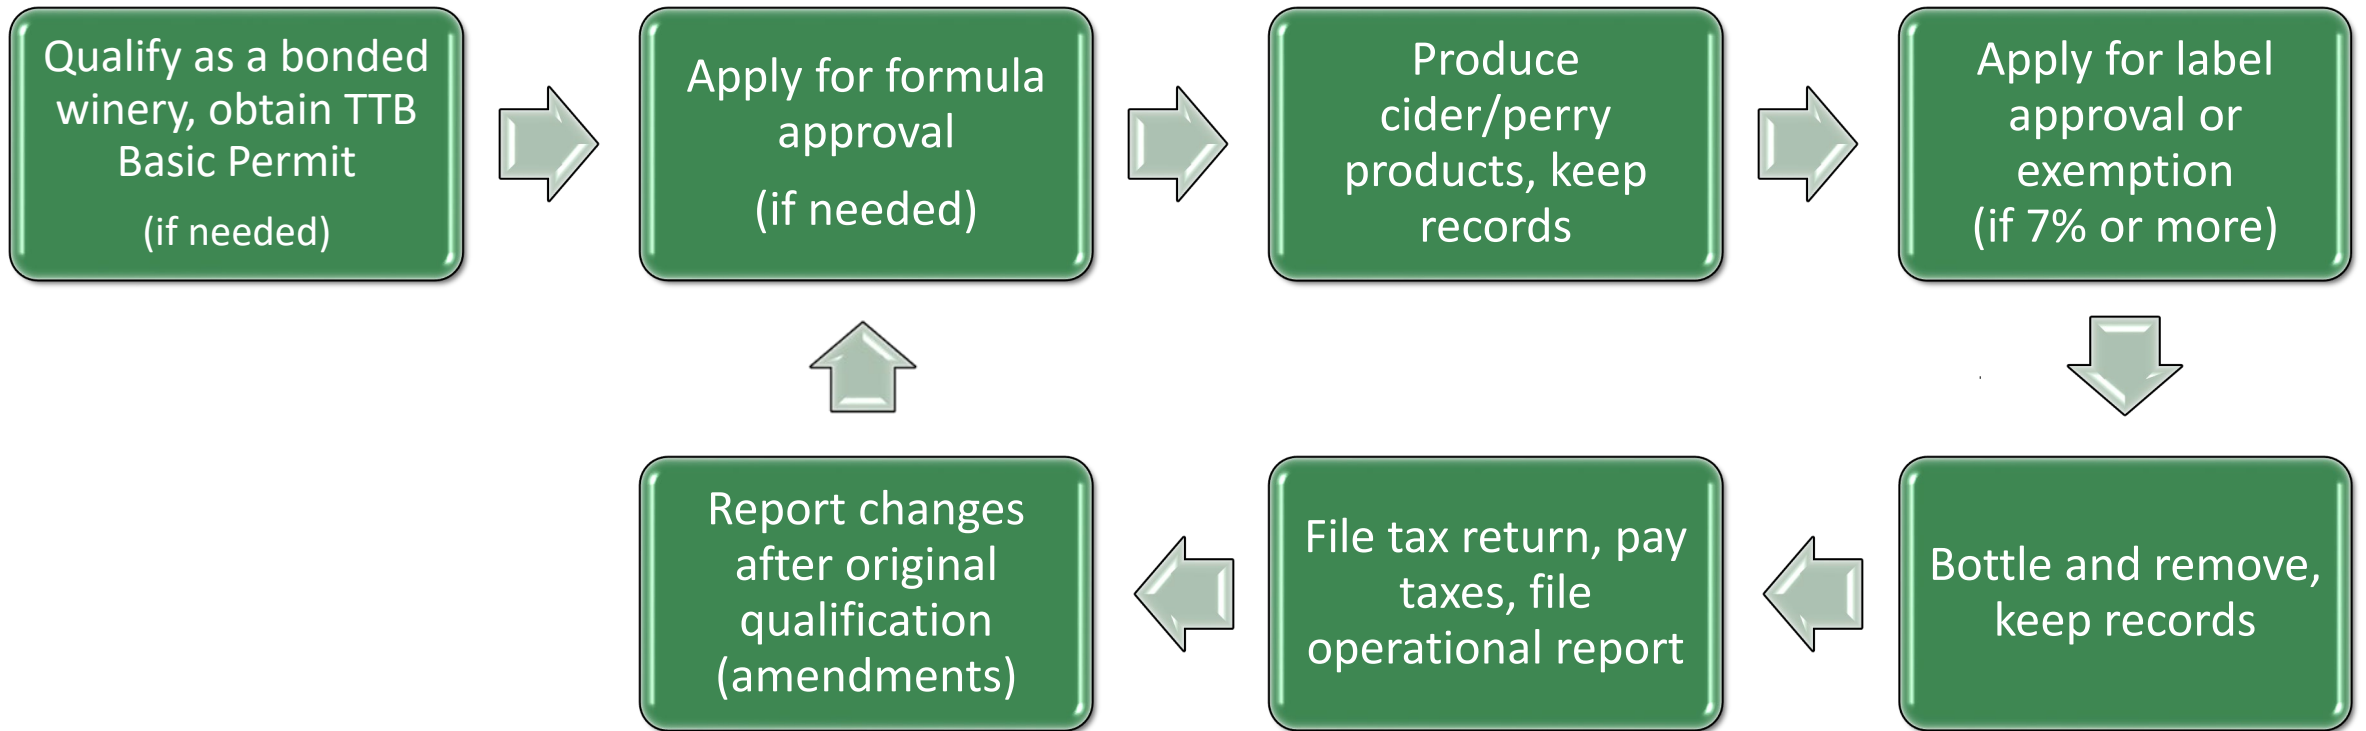 Qualify as a bonded
winery, obtain TTB
Basic Permit
(if needed)
Apply for formula
approval
(if needed)
Produce
cider/perry
products, keep
records
Apply for label
approval or
exemption
(if 7% or more)
Bottle and remove,
keep records
File tax return, pay
taxes, file
operational report
Report changes
after original
qualification
(amendments)